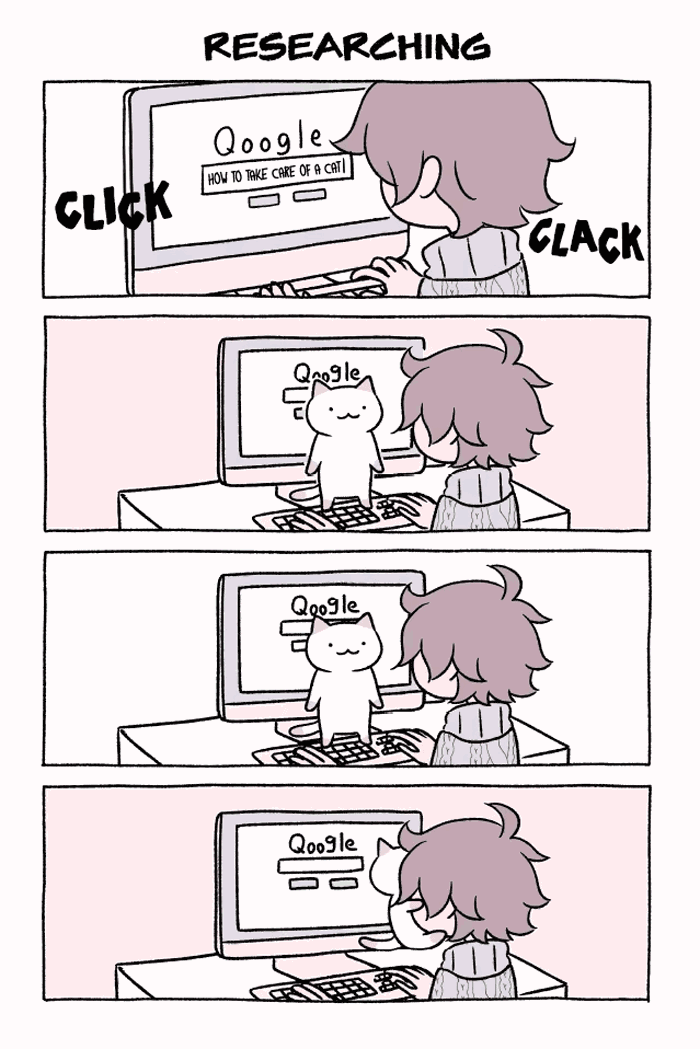 RESEARCHING
Qoogle
HOW TO TAKE CARE OF A CAT
CLICK
CLACK
Qoogle
Qoogle
Qoogle